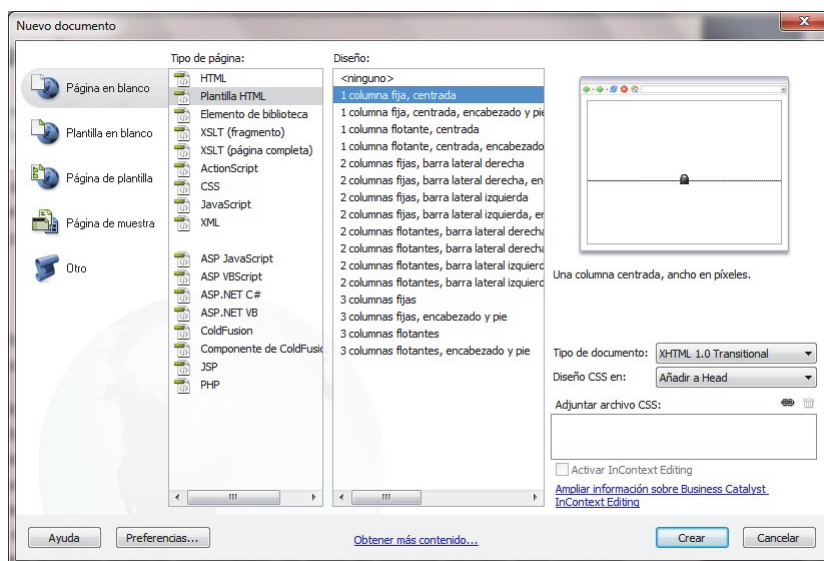 Nuevo documento
Página en blanco
Plantilla en blanco
Página de plantilla
Página de muestra
Otro
Tipo de página:
HTML
Plantilla HTML
Elemento de biblioteca
XSLT (fragmento)
XSLT (página completa)
ActionScript
CSS
JavaScript
XML
ASP JavaScript
ASP VBScript
ASP.NET C#
ASP.NET VB
ColdFusion
Componente de ColdFusic
JSP
PHP
Diseño:
<ninguno>
1 columna fija, centrada
1 columna fija, centrada, encabezado y pie
1 columna flotante, centrada
1 columna flotante, centrada, encabezado
2 columnas fijas, barra lateral derecha
2 columnas fijas, barra lateral derecha, en
2 columnas fijas, barra lateral izquierda
2 columnas fijas, barra lateral izquierda, er
2 columnas flotantes, barra lateral derecha
2 columnas flotantes, barra lateral derecha
2 columnas flotantes, barra lateral izquierd
2 columnas flotantes, barra lateral izquierd
3 columnas fijas
3 columnas fijas, encabezado y pie
3 columnas flotantes
3 columnas flotantes, encabezado y pie
Una columna centrada, ancho en píxeles.
Tipo de documento: XHTML 1.0 Transitional
Diseño CSS en: Añadir a Head
Adjuntar archivo CSS:
Activar InContext Editing
Ampliar información sobre Business Catalyst
InContext Editing
Ayuda Preferencias... Obtener más contenido... Crear Cancelar